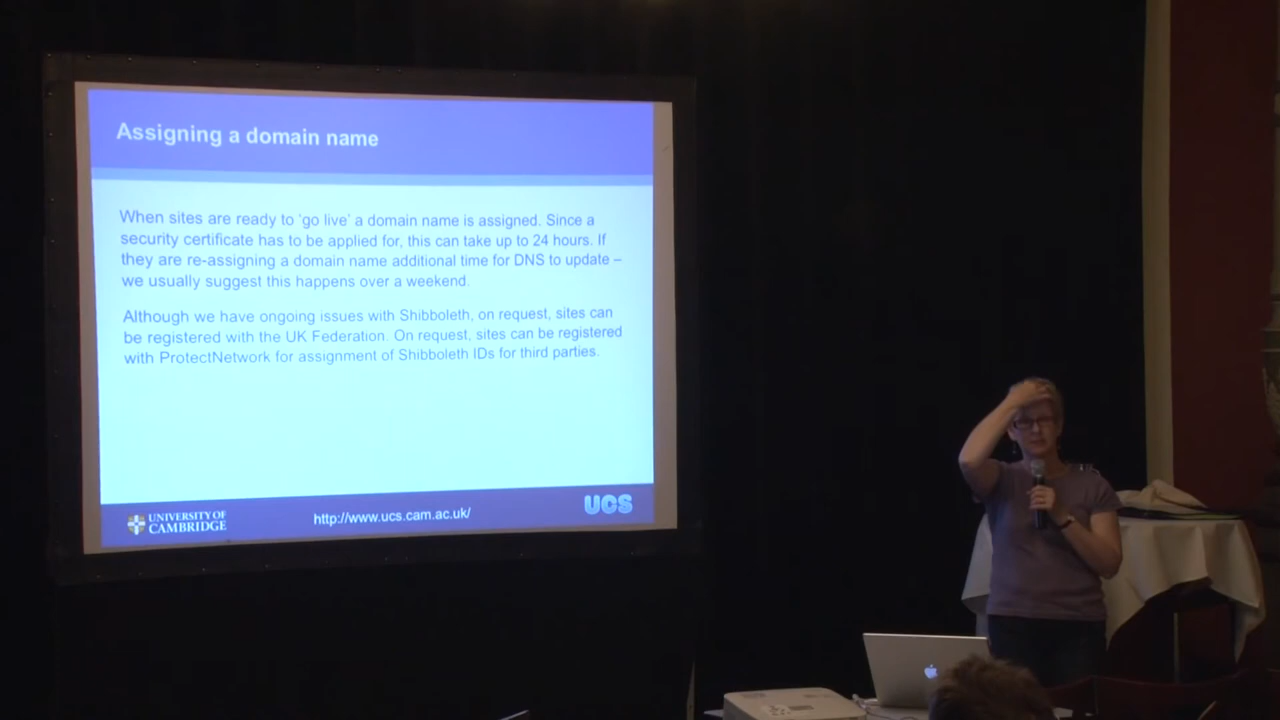 Assigning a domain name
When sites are ready to 'go live' a domain name is assigned. Since a
security certificate has to be applied for, this can take up to 24 hours. If
they are re-assigning a domain name additional time for DNS to update –
we usually suggest this happens over a weekend.
Although we have ongoing issues with Shibboleth, on request, sites can
be registered with the UK Federation. On request, sites can be registered
with ProtectNetwork for assignment of Shibboleth IDs for third parties.
UNIVERSITY OF
CAMBRIDGE
http://www.ucs.cam.ac.uk/
UCS